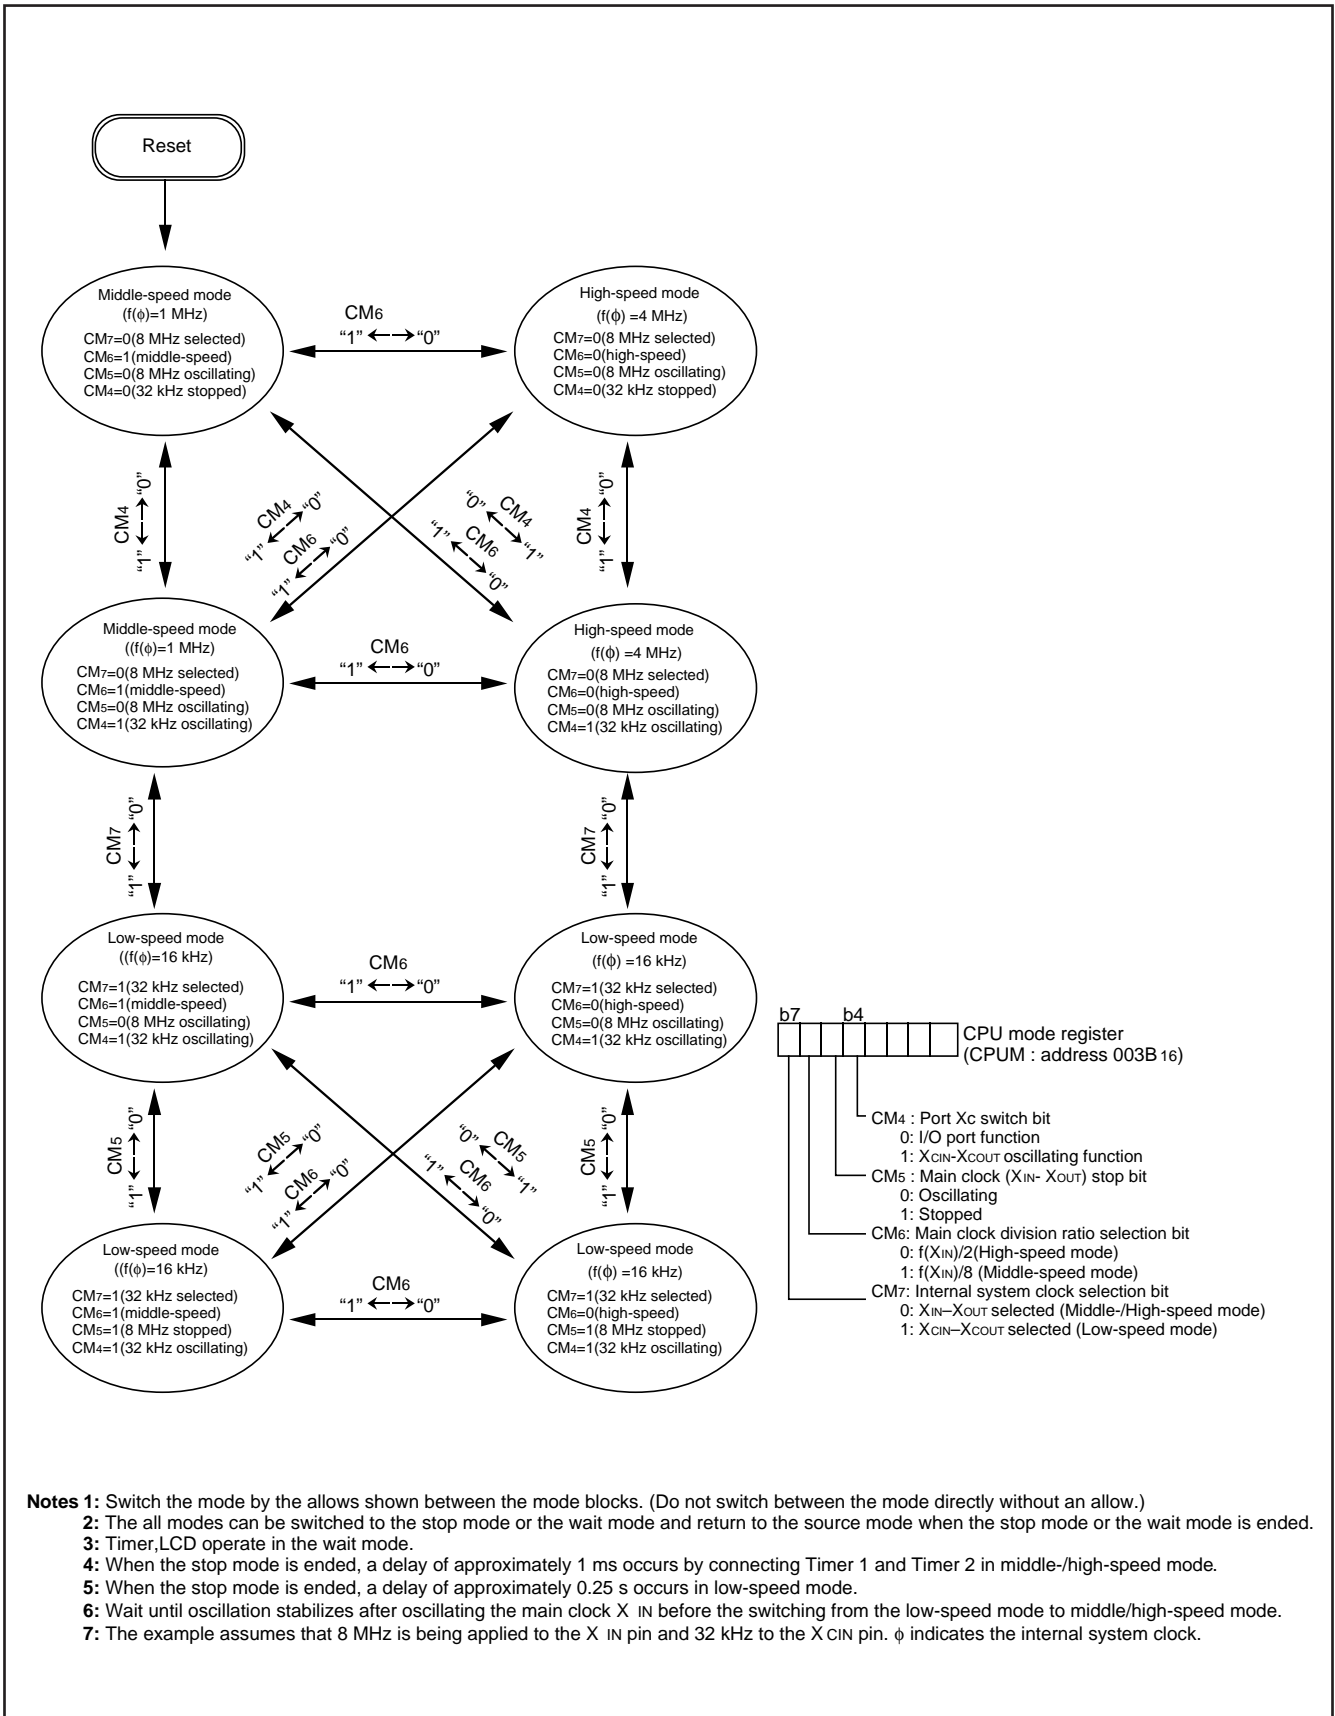 Reset
Middle-speed mode
(f(ϕ)=1 MHz)
CM7=0(8 MHz selected)
CM6=1(middle-speed)
CM5=0(8 MHz oscillating)
CM4=0(32 kHz stopped)
CM6
“1” ←→ “0”
High-speed mode
(f(ϕ) =4 MHz)
CM7=0(8 MHz selected)
CM6=0(high-speed)
CM5=0(8 MHz oscillating)
CM4=0(32 kHz stopped)
CM4
“1” ←→ “0”
CM4
“1” ←→ “0”
CM6
“1” ←→ “0”
CM4
“0” ←→ “1”
CM6
“1” ←→ “0”
CM4
“1” ←→ “0”
Middle-speed mode
((f(ϕ)=1 MHz)
CM7=0(8 MHz selected)
CM6=1(middle-speed)
CM5=0(8 MHz oscillating)
CM4=1(32 kHz oscillating)
CM6
“1” ←→ “0”
High-speed mode
(f(ϕ) =4 MHz)
CM7=0(8 MHz selected)
CM6=0(high-speed)
CM5=0(8 MHz oscillating)
CM4=1(32 kHz oscillating)
CM7
“1” ←→ “0”
CM7
“1” ←→ “0”
Low-speed mode
((f(ϕ)=16 kHz)
CM7=1(32 kHz selected)
CM6=1(middle-speed)
CM5=0(8 MHz oscillating)
CM4=1(32 kHz oscillating)
CM6
“1” ←→ “0”
Low-speed mode
(f(ϕ) =16 kHz)
CM7=1(32 kHz selected)
CM6=0(high-speed)
CM5=0(8 MHz oscillating)
CM4=1(32 kHz oscillating)
CM5
“1” ←→ “0”
CM5
“1” ←→ “0”
CM6
“1” ←→ “0”
CM5
“0” ←→ “1”
CM6
“1” ←→ “0”
CM5
“1” ←→ “0”
Low-speed mode
((f(ϕ)=16 kHz)
CM7=1(32 kHz selected)
CM6=1(middle-speed)
CM5=1(8 MHz stopped)
CM4=1(32 kHz oscillating)
CM6
“1” ←→ “0”
Low-speed mode
(f(ϕ) =16 kHz)
CM7=1(32 kHz selected)
CM6=0(high-speed)
CM5=1(8 MHz stopped)
CM4=1(32 kHz oscillating)
b7 b4
CPU mode register
(CPUM : address 003B16)
CM4 : Port Xc switch bit
0: I/O port function
1: XCIN-XCOUT oscillating function
CM5 : Main clock (XIN- XOUT) stop bit
0: Oscillating
1: Stopped
CM6: Main clock division ratio selection bit
0: f(XIN)/2(High-speed mode)
1: f(XIN)/8 (Middle-speed mode)
CM7: Internal system clock selection bit
0: XIN–XOUT selected (Middle-/High-speed mode)
1: XCIN–XCOUT selected (Low-speed mode)
Notes 1: Switch the mode by the allows shown between the mode blocks. (Do not switch between the mode directly without an allow.)
2: The all modes can be switched to the stop mode or the wait mode and return to the source mode when the stop mode or the wait mode is ended.
3: Timer,LCD operate in the wait mode.
4: When the stop mode is ended, a delay of approximately 1 ms occurs by connecting Timer 1 and Timer 2 in middle-/high-speed mode.
5: When the stop mode is ended, a delay of approximately 0.25 s occurs in low-speed mode.
6: Wait until oscillation stabilizes after oscillating the main clock X IN before the switching from the low-speed mode to middle/high-speed mode.
7: The example assumes that 8 MHz is being applied to the X IN pin and 32 kHz to the X CIN pin. ϕ indicates the internal system clock.